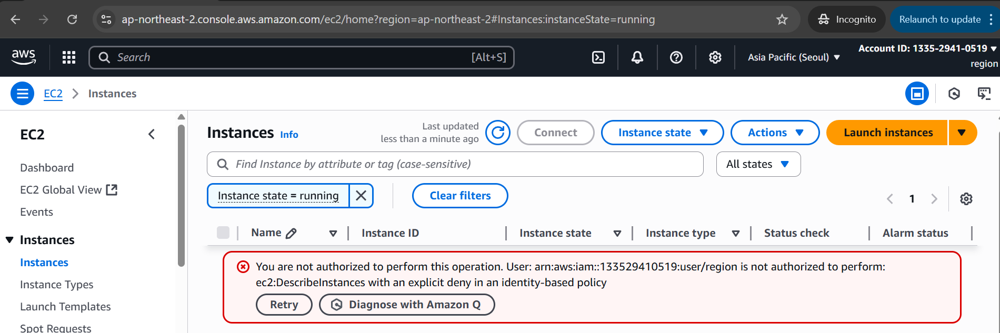 ap-northeast-2.console.aws.amazon.com/ec2/home?region=ap-northeast-2#Instances:instanceState=running
Incognito
Relaunch to update
aws
Search
[Alt+S]
Asia Pacific (Seoul)
Account ID: 1335-2941-0519
region
EC2
Instances
EC2
Dashboard
EC2 Global View
Events
Instances
Instances
Instance Types
Launch Templates
Spot Requests
Instances Info
Last updated
less than a minute ago
Connect
Instance state
Actions
Launch instances
Find Instance by attribute or tag (case-sensitive)
All states
Instance state = running
Clear filters
1
Name
Instance ID
Instance state
Instance type
Status check
Alarm status
You are not authorized to perform this operation. User: arn:aws:iam::133529410519:user/region is not authorized to perform:
ec2:DescribeInstances with an explicit deny in an identity-based policy
Retry
Diagnose with Amazon Q